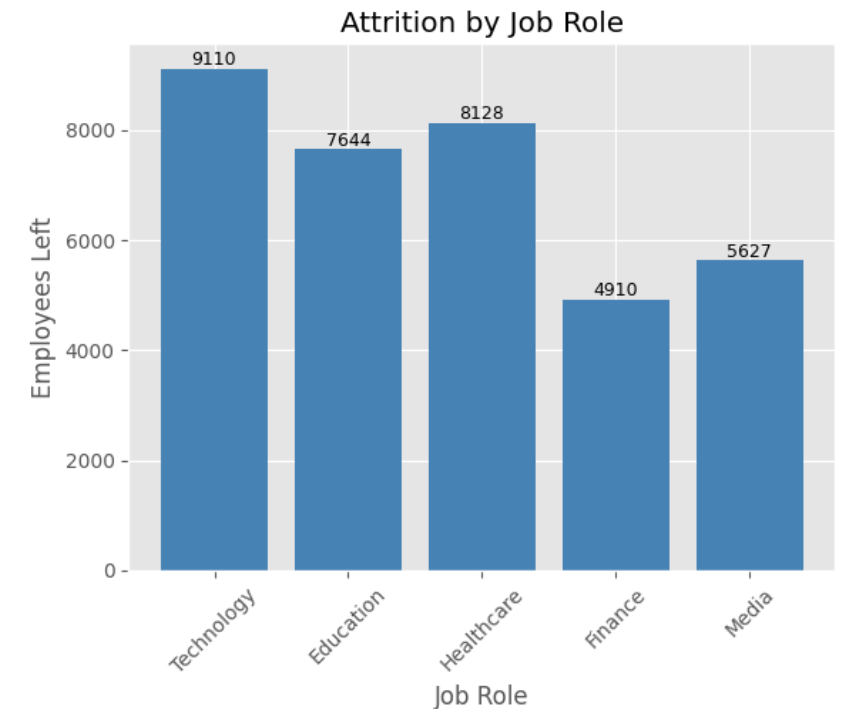 Attrition by Job Role
9110
8128
7644
5627
4910
8000
6000
4000
2000
0
Employees Left
Technology
Education
Healthcare
Finance
Media
Job Role